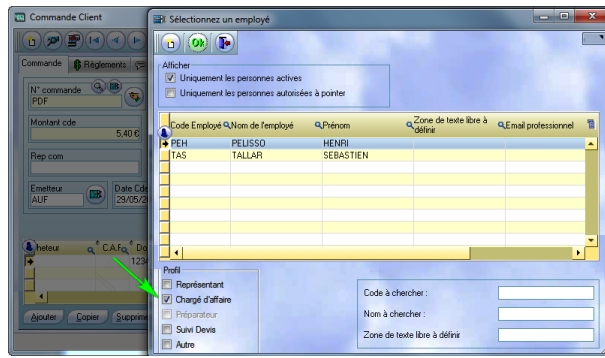 Commande Client
Commande
Règlements
N° commande
PDF
Montant cde
5,40 €
Rep com
Emetteur
Date Cde
AUF
29/05/2
heteur
C.A.F
Do
1234
Ajouter
Copier
Supprime
Sélectionnez un employé
Ok
Afficher
Uniquement les personnes actives
Uniquement les personnes autorisées à pointer
Code Employé Nom de l'employé Prénom Zone de texte libre à définir Email professionnel
PEH PELISSO HENRI
TAS TALLAR SEBASTIEN
Profil
Représentant
Chargé d'affaire
Préparateur
Suivi Devis
Autre
Code à chercher :
Nom à chercher :
Zone de texte libre à définir